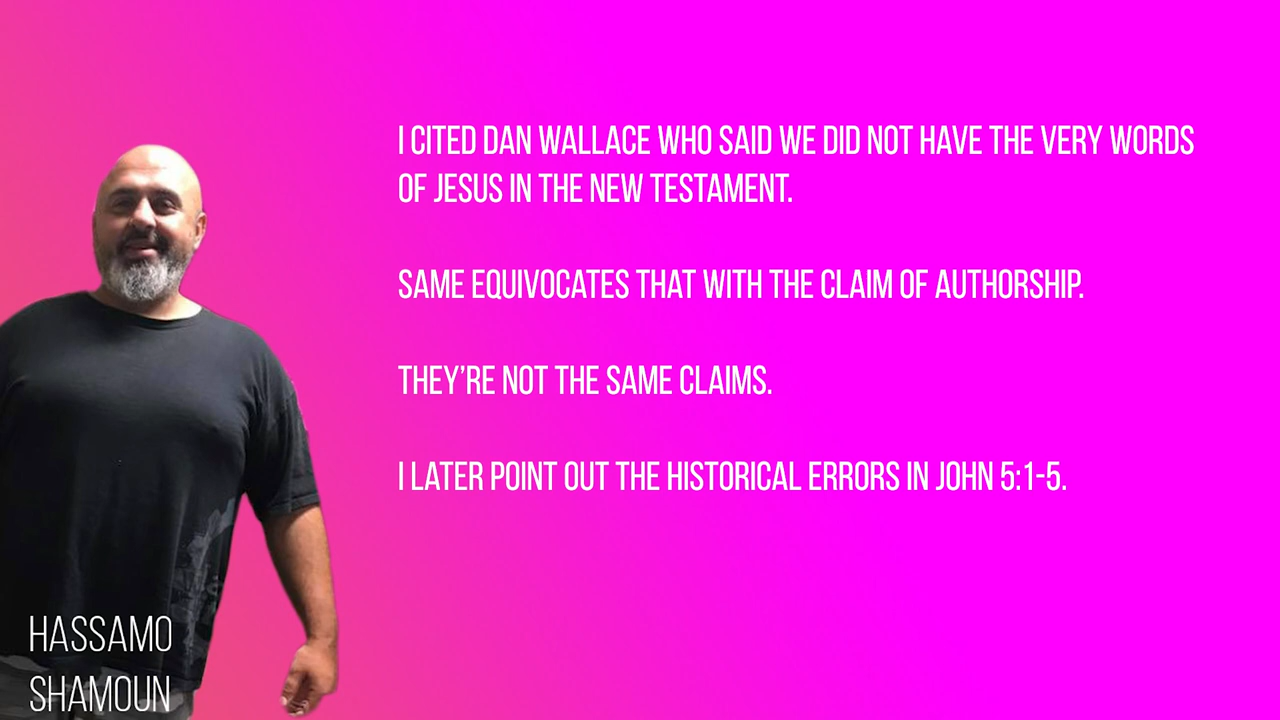 I CITED DAN WALLACE WHO SAID WE DID NOT HAVE THE VERY WORDS
OF JESUS IN THE NEW TESTAMENT.
SAME EQUIVOCATES THAT WITH THE CLAIM OF AUTHORSHIP.
THEY'RE NOT THE SAME CLAIMS.
I LATER POINT OUT THE HISTORICAL ERRORS IN JOHN 5:1-5.
HASSAMO
SHAMOUN